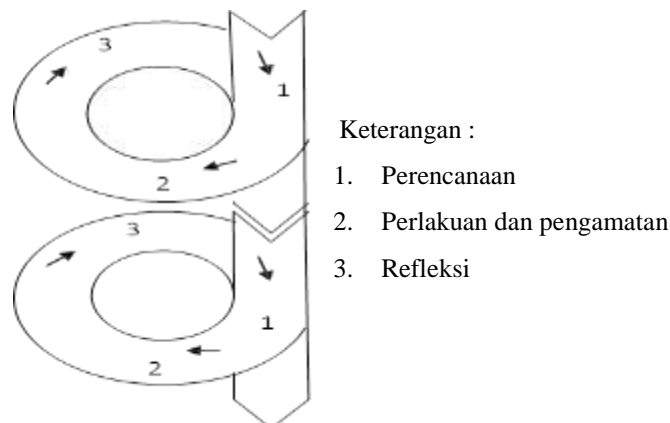 3
1
2
3
1
2
Keterangan :
1. Perencanaan
2. Perlakuan dan pengamatan
3. Refleksi